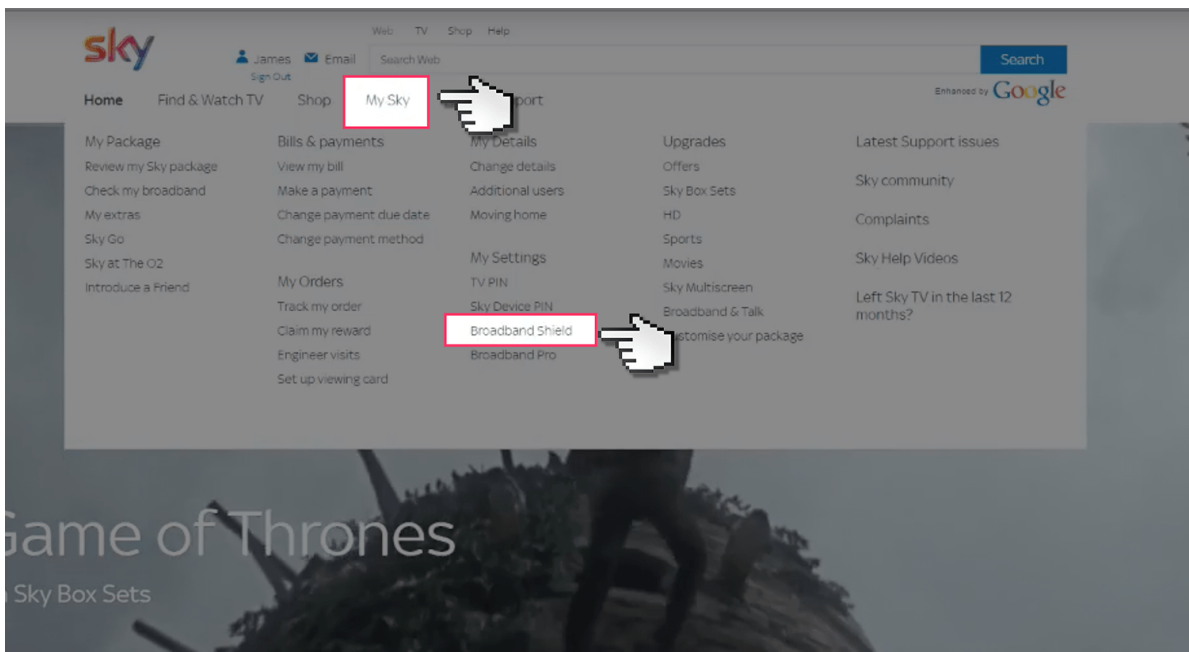 Web TV Shop Help
sky
James Email Search Web Search
Sign Out
Enhanced by Google
Home Find & Watch TV Shop My Sky
My Package
Review my Sky package
Check my broadband
My extras
Sky Go
Sky at The O2
Introduce a Friend
Bills & payments
View my bill
Make a payment
Change payment due date
Change payment method
My Orders
Track my order
Claim my reward
Engineer visits
Set up viewing card
My Details
Change details
Additional users
Moving home
My Settings
TV PIN
Sky Device PIN
Broadband Shield
Broadband Pro
Upgrades
Offers
Sky Box Sets
HD
Sports
Movies
Sky Multiscreen
Broadband & Talk
ustomise your package
Latest Support issues
Sky community
Complaints
Sky Help Videos
Left Sky TV in the last 12
months?
Game of Thrones
Sky Box Sets